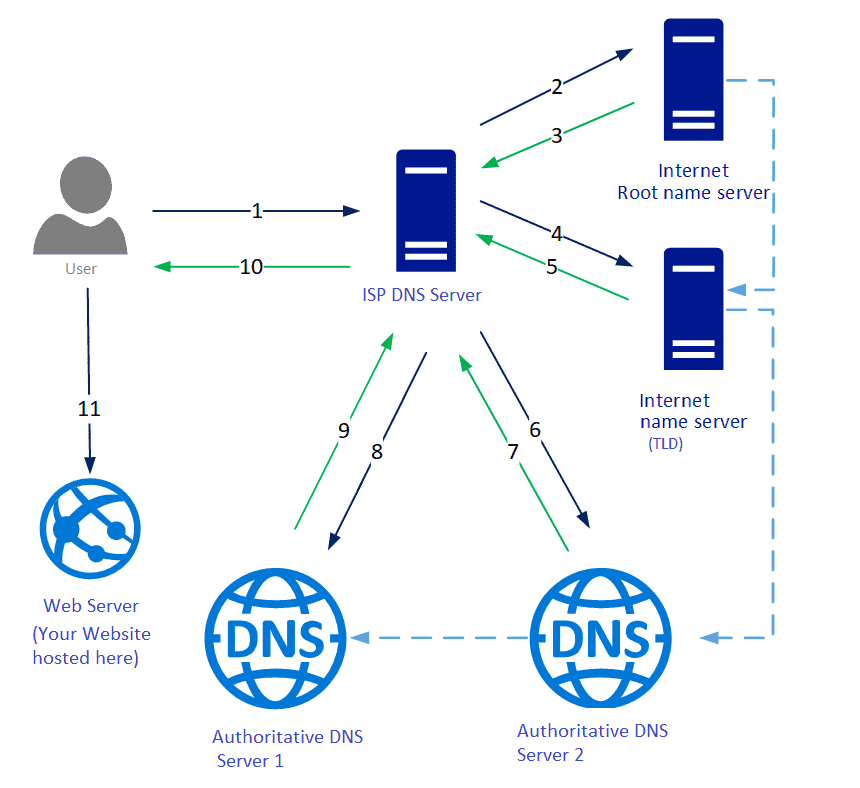 2
3
Internet
Root name server
1
4
User
10
5
ISP DNS Server
11
Internet
name server
(TLD)
9
8
6
7
Web Server
(Your Website
hosted here)
DNS
DNS
Authoritative DNS
Server 1
Authoritative DNS
Server 2